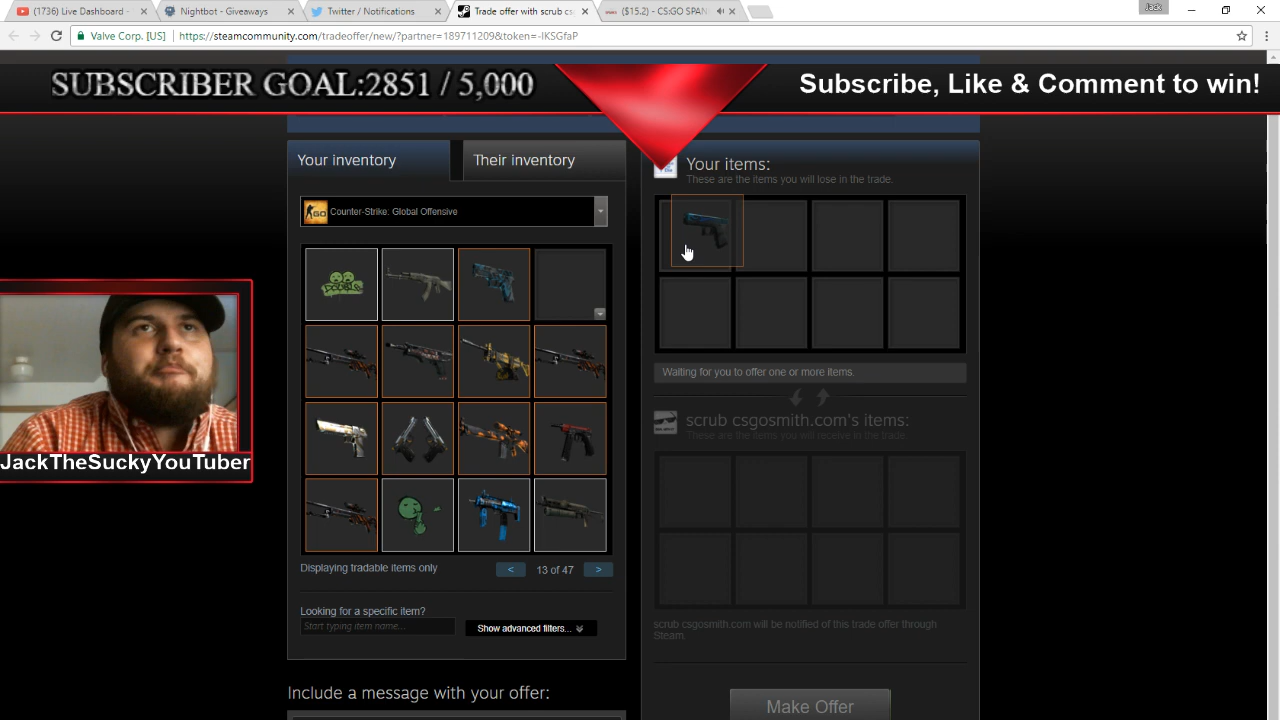 (1736) Live Dashboard -
Nightbot - Giveaways
Twitter / Notifications
Trade offer with scrub cs
($15.2) - CS:GO SPAN
Jack
Valve Corp. [US]
https://steamcommunity.com/tradeoffer/new/?partner=189711209&token=-IKSGfaP
SUBSCRIBER GOAL:2851 / 5,000
Subscribe, Like & Comment to win!
Your inventory
Their inventory
Your items:
These are the items you will lose in the trade.
GO
Counter-Strike: Global Offensive
Waiting for you to offer one or more items.
scrub csgosmith.com's items:
These are the items you will receive in the trade.
JackTheSuckyYouTuber
Displaying tradable items only
< 13 of 47 >
Looking for a specific item?
Start typing item name...
Show advanced filters...
scrub csgosmith.com will be notified of this trade offer through
Steam.
Include a message with your offer:
Make Offer